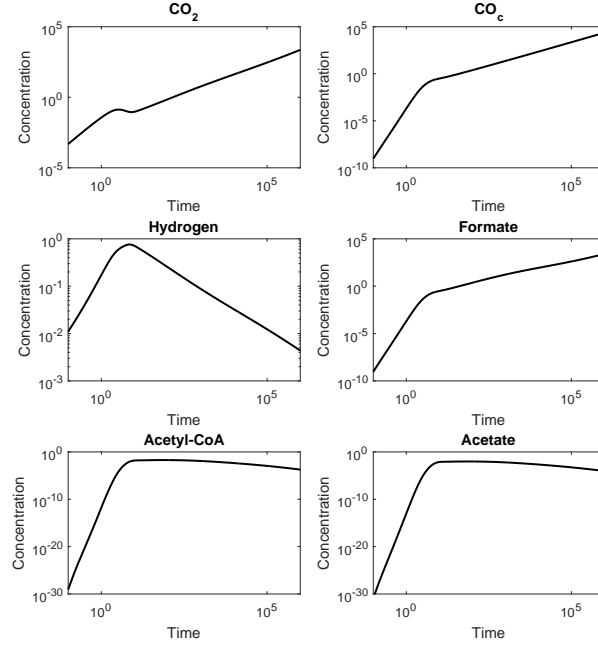 CO2
Concentration
10^5
10^0
10^-5
10^0
10^5
Time
CO_c
Concentration
10^5
10^0
10^-5
10^-10
10^0
10^5
Time
Hydrogen
Concentration
10^0
10^-1
10^-2
10^-3
10^0
10^5
Time
Formate
Concentration
10^5
10^0
10^-5
10^-10
10^0
10^5
Time
Acetyl-CoA
Concentration
10^0
10^-10
10^-20
10^-30
10^0
10^5
Time
Acetate
Concentration
10^0
10^-10
10^-20
10^-30
10^0
10^5
Time